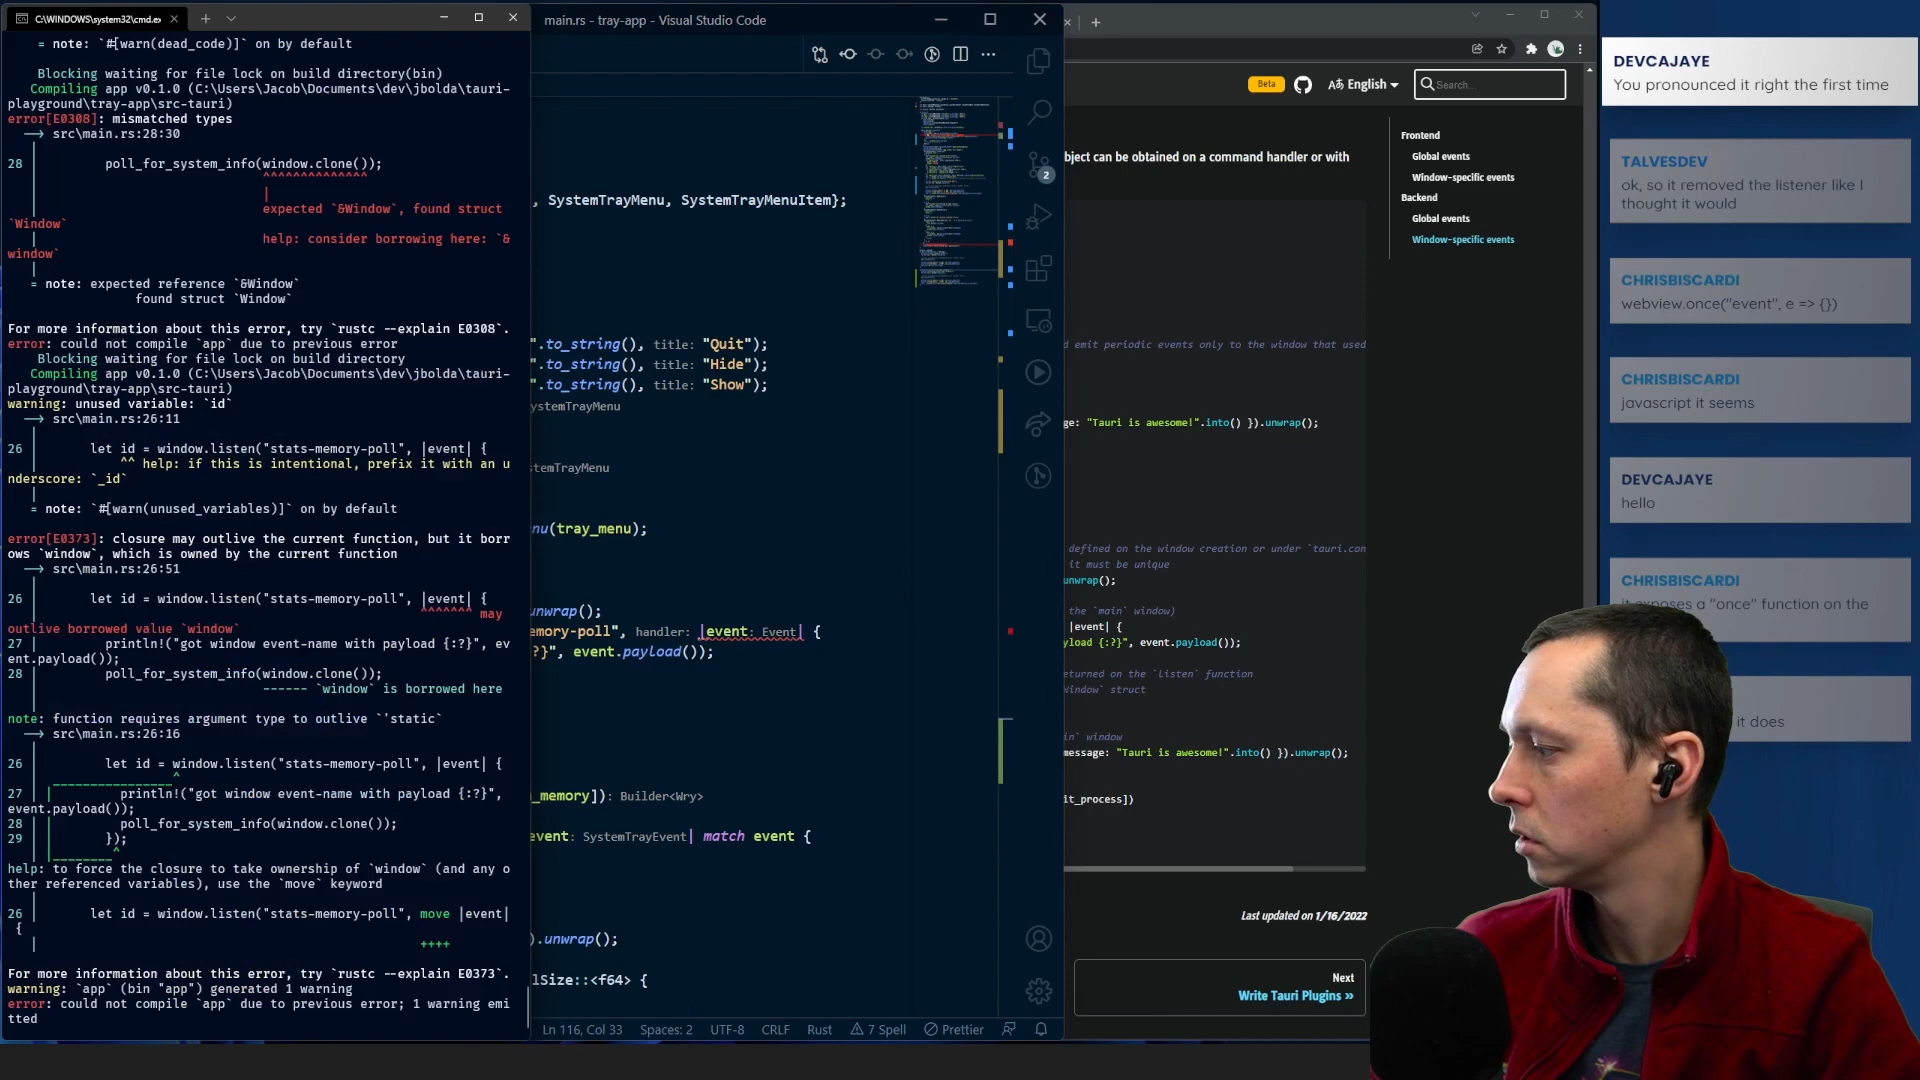 C:\WINDOWS\system32\cmd.ex
= note: `#[warn(dead_code)]` on by default
Blocking waiting for file lock on build directory(bin)
Compiling app v0.1.0 (C:\Users\Jacob\Documents\dev\jbolda\tauri-
playground\tray-app\src-tauri)
error[E0308]: mismatched types
--> src\main.rs:28:30
|
28 | poll_for_system_info(window.clone());
| ^^^^^^^^^^^^^^
| |
| expected `&Window`, found struct
`Window`
| help: consider borrowing here: `&
window`
|
= note: expected reference `&Window`
found struct `Window`
For more information about this error, try `rustc --explain E0308`.
error: could not compile `app` due to previous error
Blocking waiting for file lock on build directory
Compiling app v0.1.0 (C:\Users\Jacob\Documents\dev\jbolda\tauri-
playground\tray-app\src-tauri)
warning: unused variable: `id`
--> src\main.rs:26:11
|
26 | let id = window.listen("stats-memory-poll", |event| {
| ^^ help: if this is intentional, prefix it with an u
nderscore: `_id`
|
= note: `#[warn(unused_variables)]` on by default
error[E0373]: closure may outlive the current function, but it borr
ows `window`, which is owned by the current function
--> src\main.rs:26:51
|
26 | let id = window.listen("stats-memory-poll", |event| {
| ^^^^^^^ may
outlive borrowed value `window`
27 | println!("got window event-name with payload {:?}", ev
ent.payload());
28 | poll_for_system_info(window.clone());
| ------ `window` is borrowed here
|
note: function requires argument type to outlive `'static`
--> src\main.rs:26:16
|
26 | let id = window.listen("stats-memory-poll", |event| {
| ________________^
27 | | println!("got window event-name with payload {:?}",
event.payload());
28 | | poll_for_system_info(window.clone());
29 | | });
| |________^
help: to force the closure to take ownership of `window` (and any o
ther referenced variables), use the `move` keyword
|
26 | let id = window.listen("stats-memory-poll", move |event|
{
| ++++
For more information about this error, try `rustc --explain E0373`.
warning: `app` (bin "app") generated 1 warning
error: could not compile `app` due to previous error; 1 warning emi
tted
main.rs - tray-app - Visual Studio Code
, SystemTrayMenu, SystemTrayMenuItem};
".to_string(), title: "Quit");
".to_string(), title: "Hide");
".to_string(), title: "Show");
ystemTrayMenu
stemTrayMenu
nu(tray_menu);
unwrap();
emory-poll", handler: |event: Event| {
?}", event.payload());
_memory]): Builder<Wry>
event: SystemTrayEvent| match event {
).unwrap();
lSize::<f64> {
2
Ln 116, Col 33
Spaces: 2
UTF-8
CRLF
Rust
7 Spell
Prettier
Beta
English
Search...
bject can be obtained on a command handler or with
Frontend
Global events
Window-specific events
Backend
Global events
Window-specific events
d emit periodic events only to the window that used
ge: "Tauri is awesome!".into() }).unwrap();
defined on the window creation or under `tauri.con
it must be unique
unwrap();
the `main` window)
|event| {
yload {:?}", event.payload());
eturned on the `listen` function
Window` struct
in` window
message: "Tauri is awesome!".into() }).unwrap();
it_process])
Last updated on 1/16/2022
Next
Write Tauri Plugins »
DEVCAJAYE
You pronounced it right the first time
TALVESDEV
ok, so it removed the listener like I
thought it would
CHRISBISCARDI
webview.once("event", e => {})
CHRISBISCARDI
javascript it seems
DEVCAJAYE
hello
CHRISBISCARDI
it exposes a "once" function on the
it does